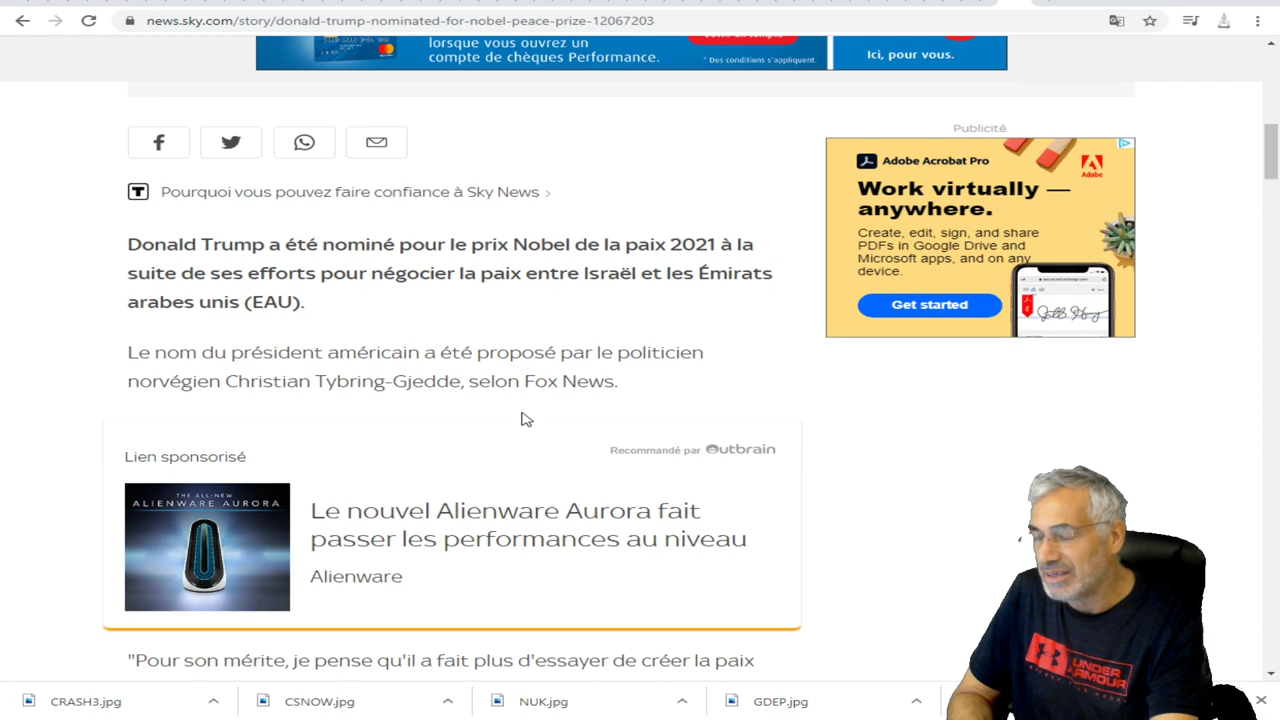 news.sky.com/story/donald-trump-nominated-for-nobel-peace-prize-12067203
lorsque vous ouvrez un
compte de chèques Performance.
* Des conditions s'appliquent.
Ici, pour vous.
Publicité
Pourquoi vous pouvez faire confiance à Sky News >
Donald Trump a été nominé pour le prix Nobel de la paix 2021 à la
suite de ses efforts pour négocier la paix entre Israël et les Émirats
arabes unis (EAU).
Le nom du président américain a été proposé par le politicien
norvégien Christian Tybring-Gjedde, selon Fox News.
Adobe Acrobat Pro
Adobe
Work virtually —
anywhere.
Create, edit, sign, and share
PDFs in Google Drive and
Microsoft apps, and on any
device.
Get started
Lien sponsorisé
Recommandé par Outbrain
THE ALL-NEW
ALIENWARE AURORA
Le nouvel Alienware Aurora fait
passer les performances au niveau
Alienware
"Pour son mérite, je pense qu'il a fait plus d'essayer de créer la paix
UNDER
ARMOUR
CRASH3.jpg
CSNOW.jpg
NUK.jpg
GDEP.jpg